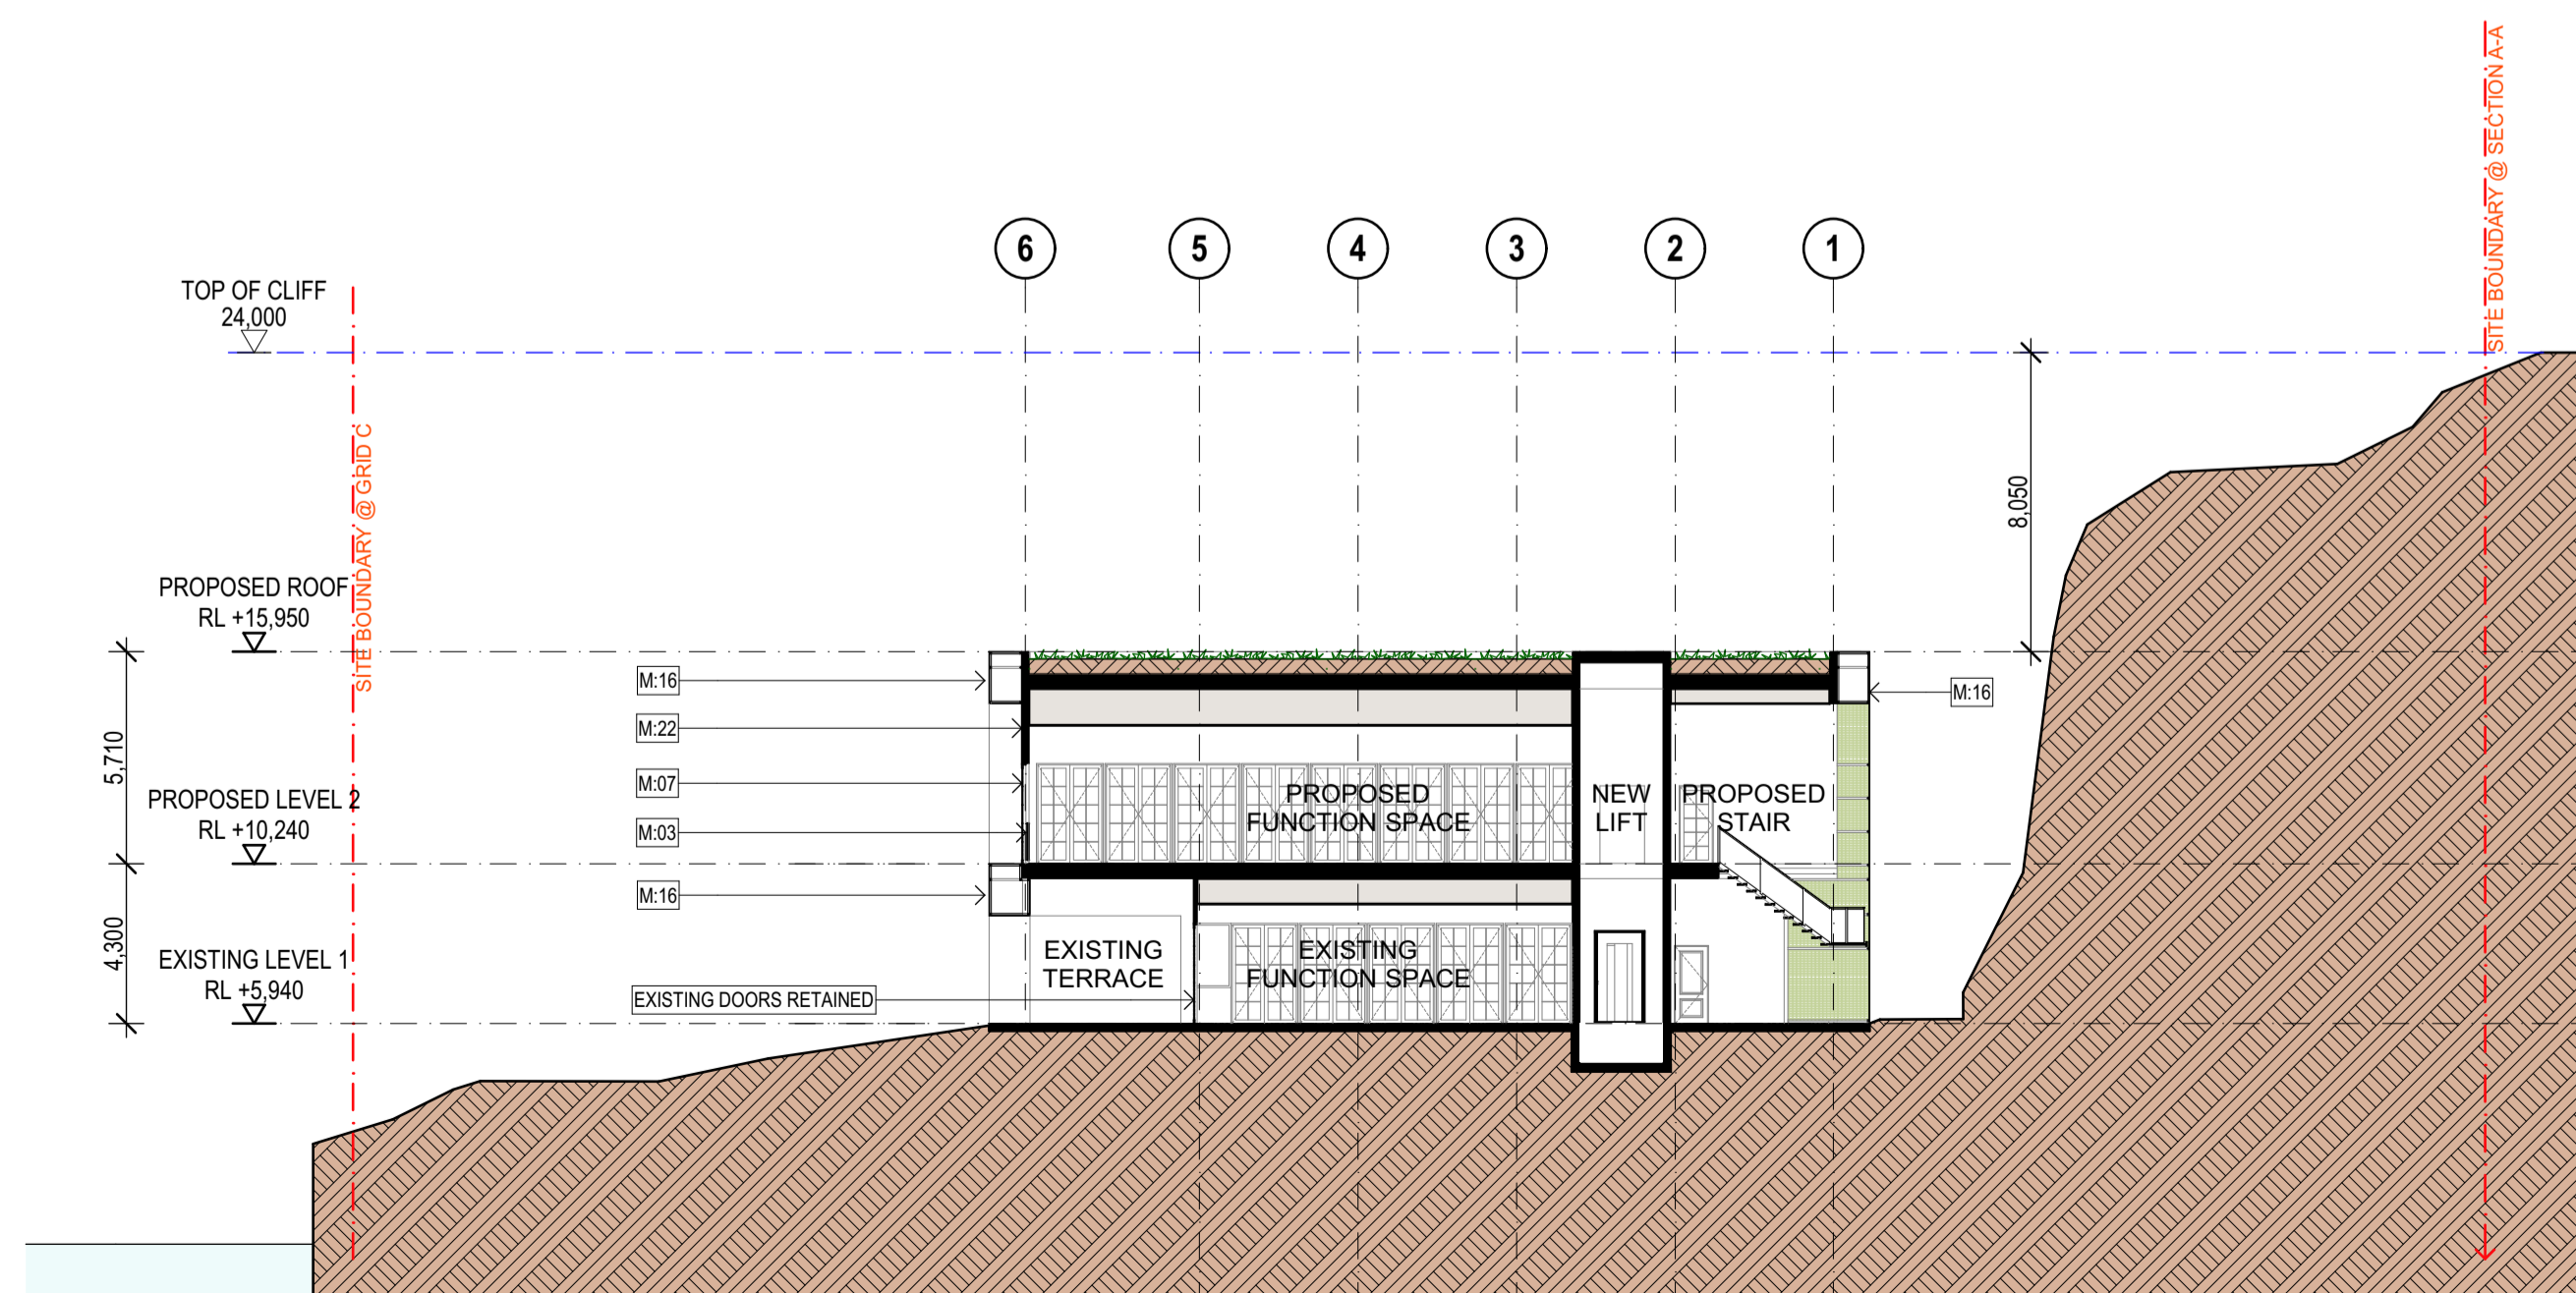 SITE BOUNDARY @ SECTION A-A
6
5
4
3
2
1
TOP OF CLIFF
24,000
SITE BOUNDARY @ GRID C
8,050
PROPOSED ROOF
RL +15,950
M:16
M:16
M:22
5,710
M:07
PROPOSED LEVEL 2
RL +10,240
M:03
PROPOSED
FUNCTION SPACE
NEW
LIFT
PROPOSED
STAIR
M:16
4,300
EXISTING LEVEL 1
RL +5,940
EXISTING
TERRACE
EXISTING
FUNCTION SPACE
EXISTING DOORS RETAINED